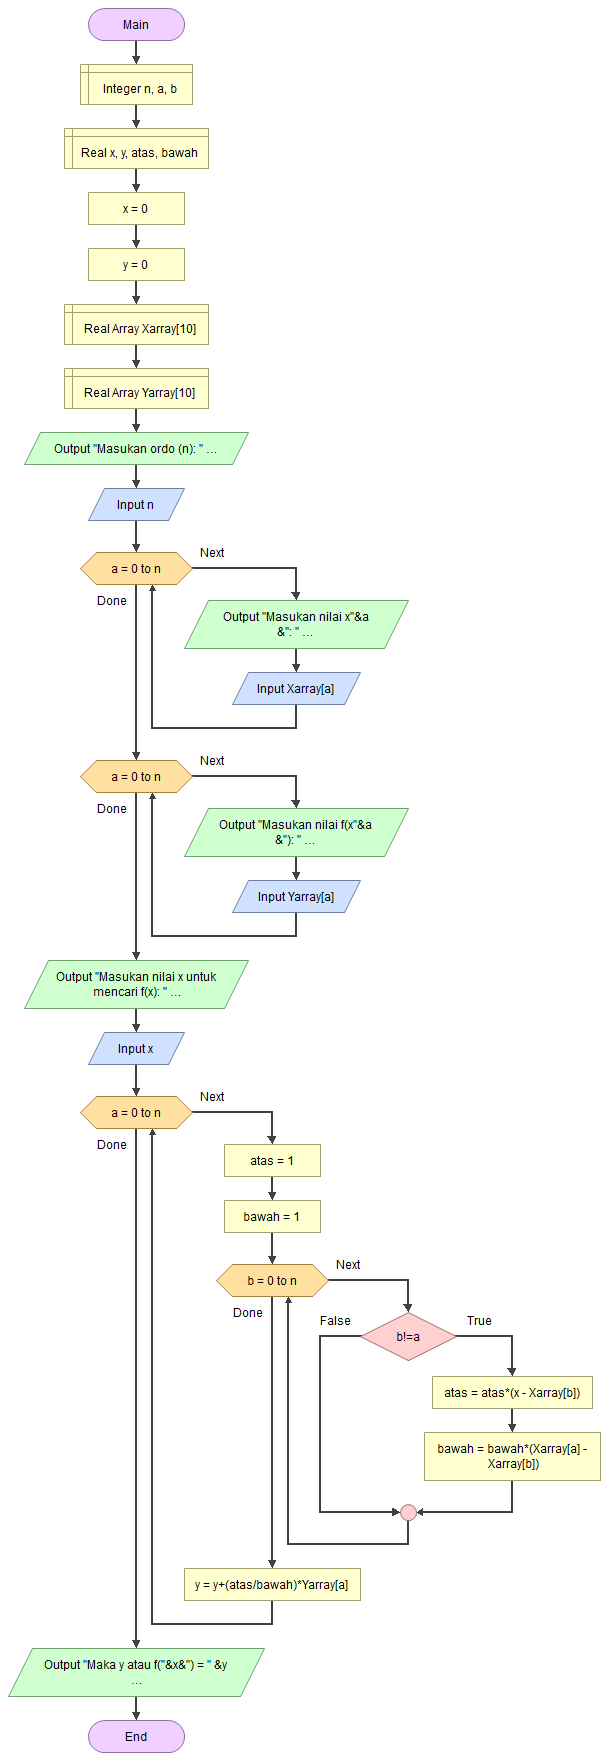 Main
Integer n, a, b
Real x, y, atas, bawah
x = 0
y = 0
Real Array Xarray[10]
Real Array Yarray[10]
Output "Masukan ordo (n): " ...
Input n
a = 0 to n
Next
Done
Output "Masukan nilai x"&a
&": " ...
Input Xarray[a]
a = 0 to n
Next
Done
Output "Masukan nilai f(x"&a
&"): " ...
Input Yarray[a]
Output "Masukan nilai x untuk
mencari f(x): " ...
Input x
a = 0 to n
Next
Done
atas = 1
bawah = 1
b = 0 to n
Next
Done
False
True
b!=a
atas = atas*(x - Xarray[b])
bawah = bawah*(Xarray[a] -
Xarray[b])
y = y+(atas/bawah)*Yarray[a]
Output "Maka y atau f("&x&") = " &y
...
End